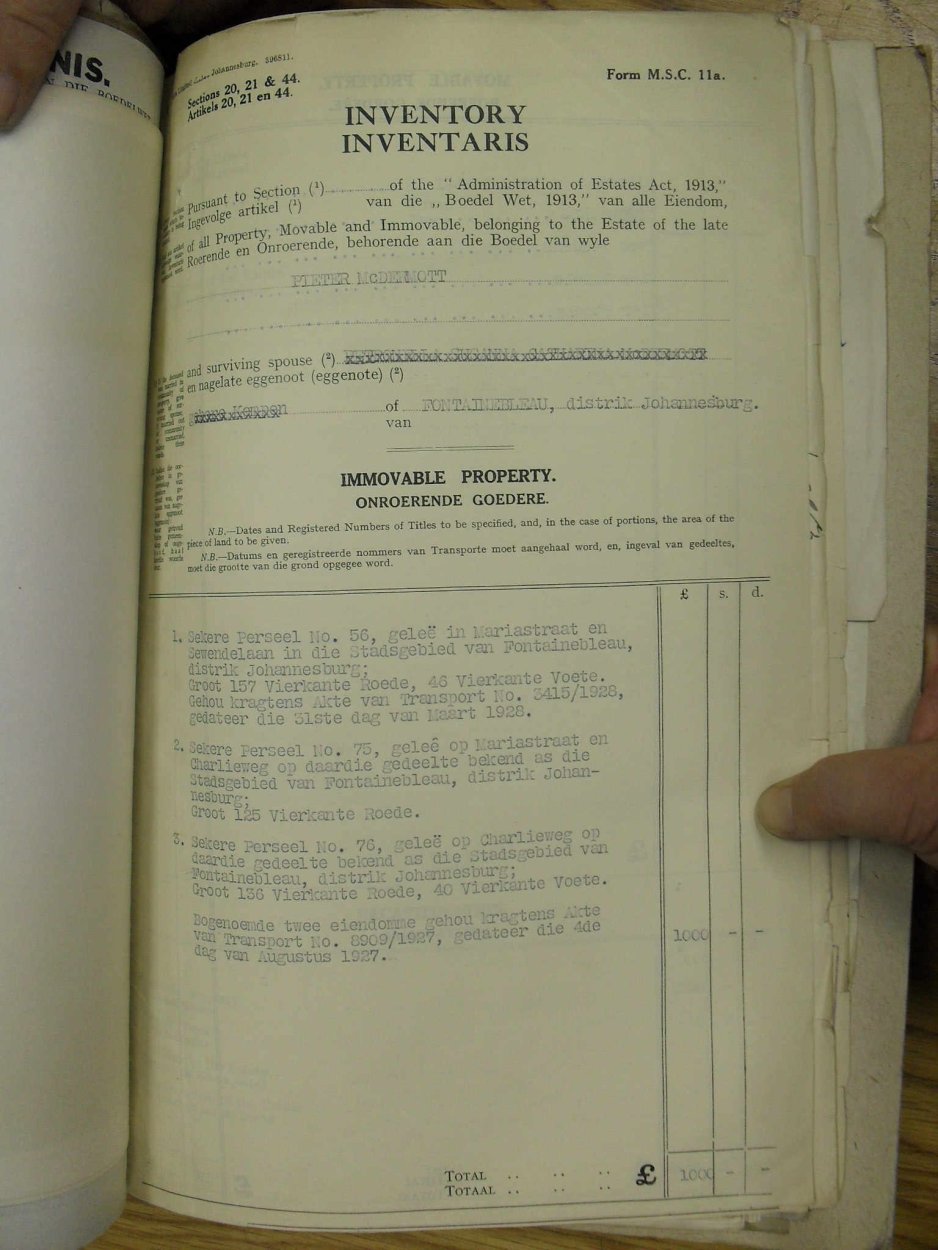 NIS.
Johannesburg. 596811.
Sections 20, 21 & 44.
Artikels 20, 21 en 44.
Form M.S.C. 11a.
INVENTORY
INVENTARIS
Pursuant to Section (¹) of the "Administration of Estates Act, 1913,"
Ingevolge artikel (¹) van die „Boedel Wet, 1913," van alle Eiendom,
of all Property, Movable and Immovable, belonging to the Estate of the late
Roerende en Onroerende, behorende aan die Boedel van wyle
PIETER McDERMOTT
and surviving spouse (²)
en nagelate eggenoot (eggenote) (²)
of FONTAINEBLEAU, distrik Johannesburg.
van
IMMOVABLE PROPERTY.
ONROERENDE GOEDERE.
N.B.—Dates and Registered Numbers of Titles to be specified, and, in the case of portions, the area of the
piece of land to be given.
N.B.—Datums en geregistreerde nommers van Transporte moet aangehaal word, en, ingeval van gedeeltes,
moet die grootte van die grond opgegee word.
£ s. d.
1. Sekere Perseel No. 56, geleë in Mariastraat en
Sewendelaan in die Stadsgebied van Fontainebleau,
distrik Johannesburg;
Groot 157 Vierkante Roede, 46 Vierkante Voete.
Gehou kragtens Akte van Transport No. 3415/1928,
gedateer die 31ste dag van Maart 1928.
2. Sekere Perseel No. 75, geleë op Mariastraat en
Charlieweg op daardie gedeelte bekend as die
Stadsgebied van Fontainebleau, distrik Johan-
nesburg;
Groot 125 Vierkante Roede.
3. Sekere Perseel No. 76, geleë op Charlieweg op
daardie gedeelte bekend as die Stadsgebied van
Fontainebleau, distrik Johannesburg;
Groot 136 Vierkante Roede, 40 Vierkante Voete.
Bogenoemde twee eiendomme gehou kragtens Akte
van Transport No. 8909/1927, gedateer die 4de
dag van Augustus 1927.
1000 - -
TOTAL .. .. .. £ 1000 - -
TOTAAL .. .. ..